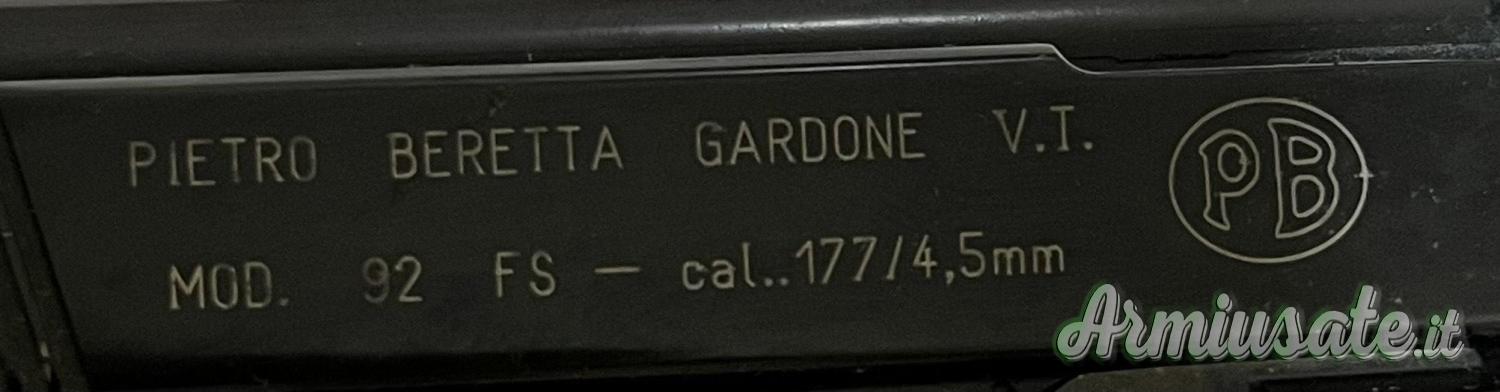 PIETRO BERETTA GARDONE V.T.
PB
MOD. 92 FS — cal..177/4,5mm
Armiusate.it